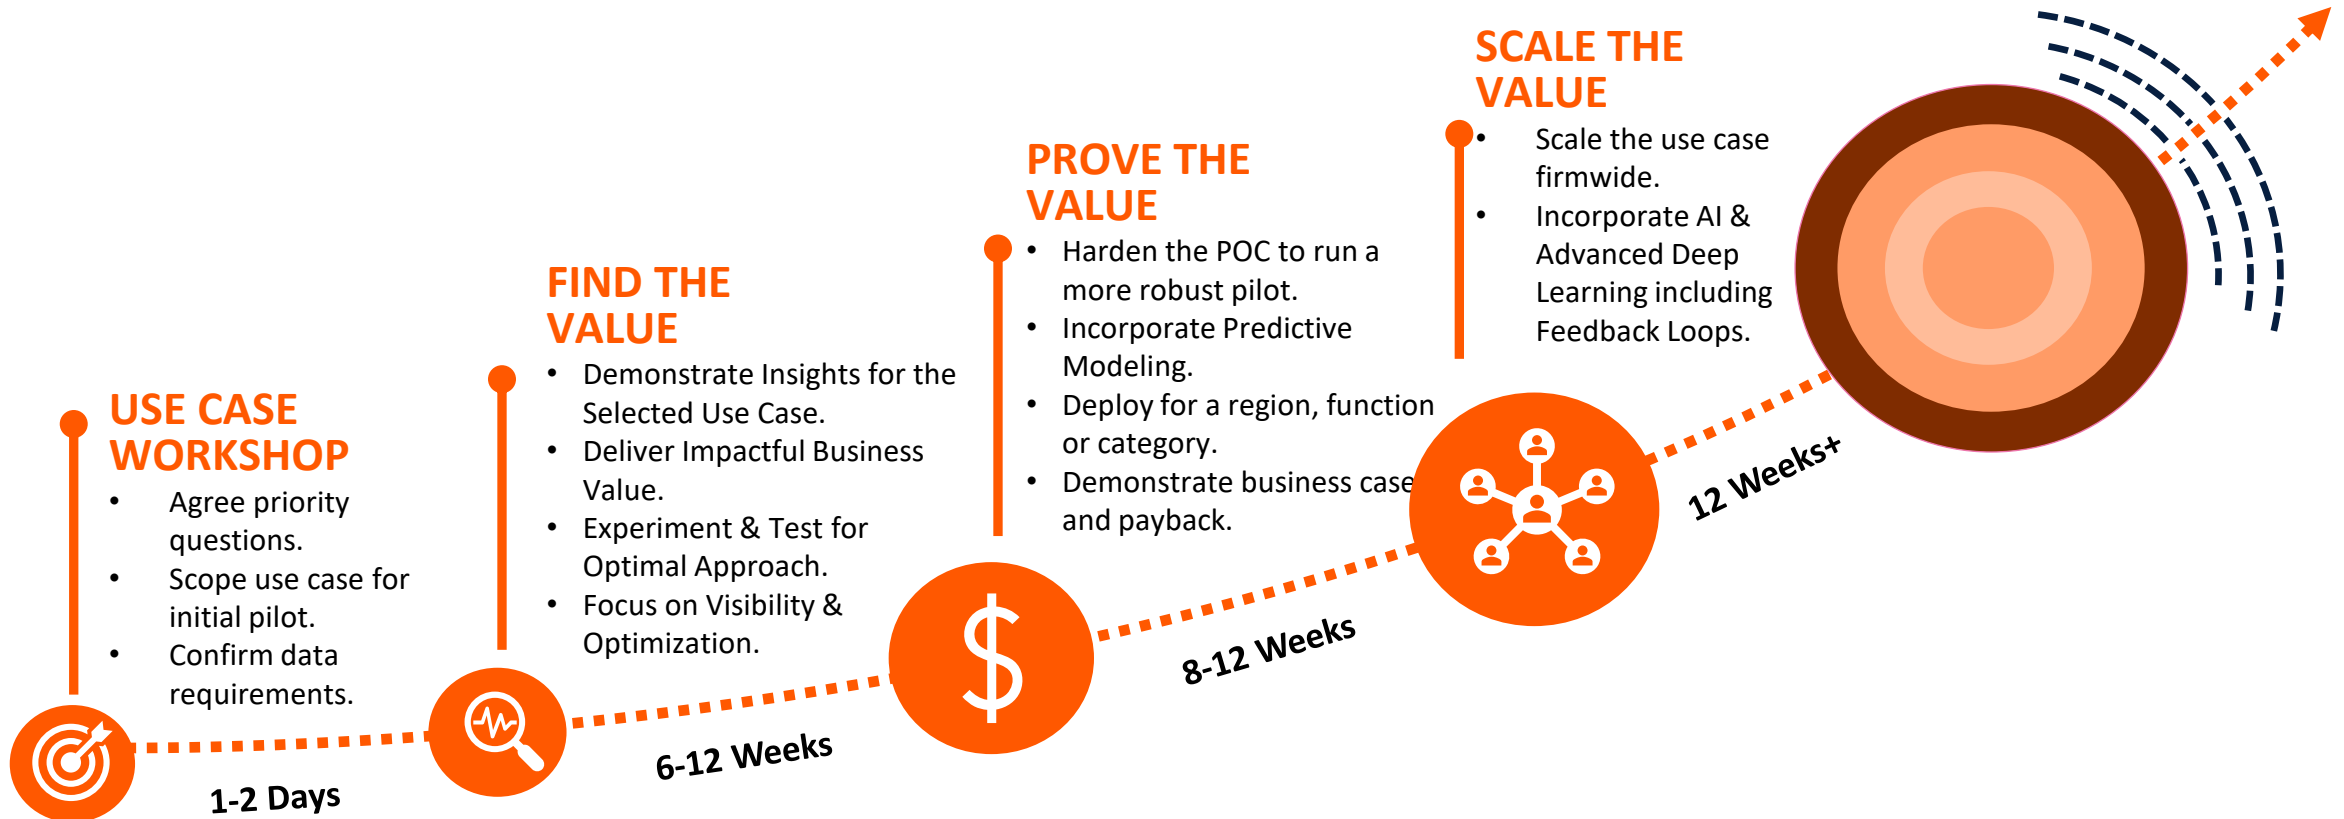 USE CASE
WORKSHOP
• Agree priority
questions.
• Scope use case for
initial pilot.
• Confirm data
requirements.
1-2 Days
FIND THE
VALUE
• Demonstrate Insights for the
Selected Use Case.
• Deliver Impactful Business
Value.
• Experiment & Test for
Optimal Approach.
• Focus on Visibility &
Optimization.
6-12 Weeks
PROVE THE
VALUE
• Harden the POC to run a
more robust pilot.
• Incorporate Predictive
Modeling.
• Deploy for a region, function
or category.
• Demonstrate business case
and payback.
8-12 Weeks
SCALE THE
VALUE
• Scale the use case
firmwide.
• Incorporate AI &
Advanced Deep
Learning including
Feedback Loops.
12 Weeks+